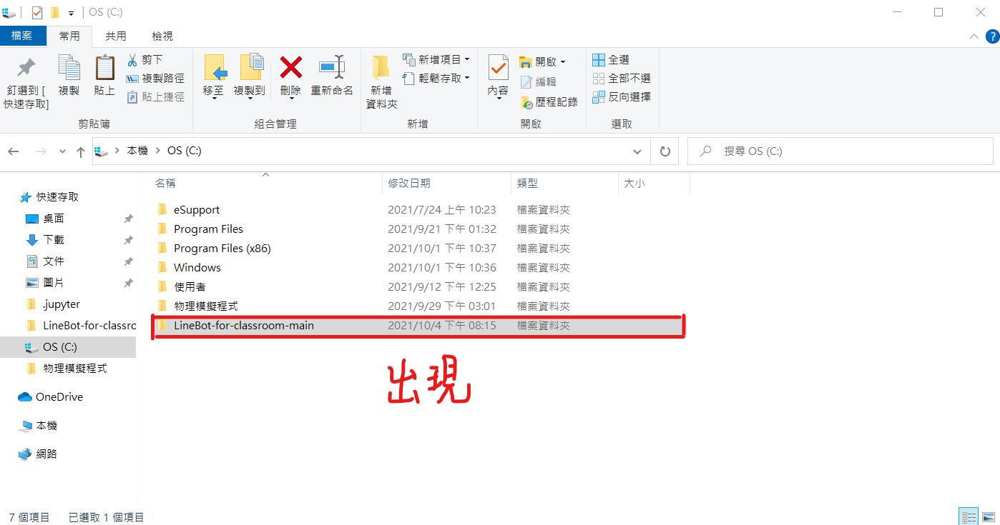 OS (C:)
檔案 常用 共用 檢視
釘選到 [快速存取]
複製
貼上
剪下
複製路徑
貼上捷徑
剪貼簿
移至
複製到
刪除
重新命名
組合管理
新增
資料夾
新增項目
輕鬆存取
新增
內容
開啟
編輯
歷程記錄
開啟
全選
全部不選
反向選擇
選取
本機 OS (C:)
搜尋 OS (C:)
快速存取
桌面
下載
文件
圖片
.jupyter
LineBot-for-classro
OS (C:)
物理模擬程式
OneDrive
本機
網路
名稱 修改日期 類型 大小
eSupport 2021/7/24 上午 10:23 檔案資料夾
Program Files 2021/9/21 下午 01:32 檔案資料夾
Program Files (x86) 2021/10/1 下午 10:37 檔案資料夾
Windows 2021/10/1 下午 10:36 檔案資料夾
使用者 2021/9/12 下午 12:25 檔案資料夾
物理模擬程式 2021/9/29 下午 03:01 檔案資料夾
LineBot-for-classroom-main 2021/10/4 下午 08:15 檔案資料夾
出現
7 個項目 已選取 1 個項目